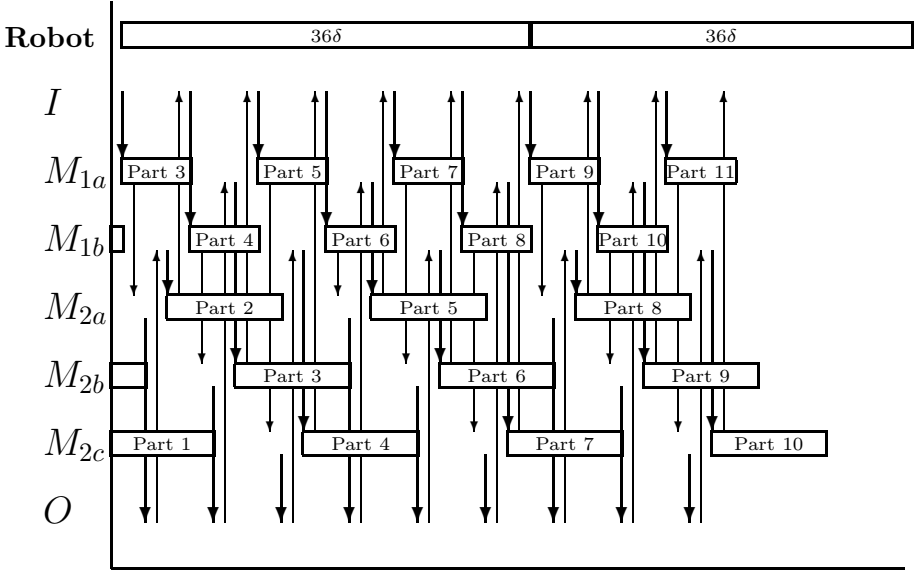 Robot 36δ 36δ
I
M1a Part 3 Part 5 Part 7 Part 9 Part 11
M1b Part 4 Part 6 Part 8 Part 10
M2a Part 2 Part 5 Part 8
M2b Part 3 Part 6 Part 9
M2c Part 1 Part 4 Part 7 Part 10
O